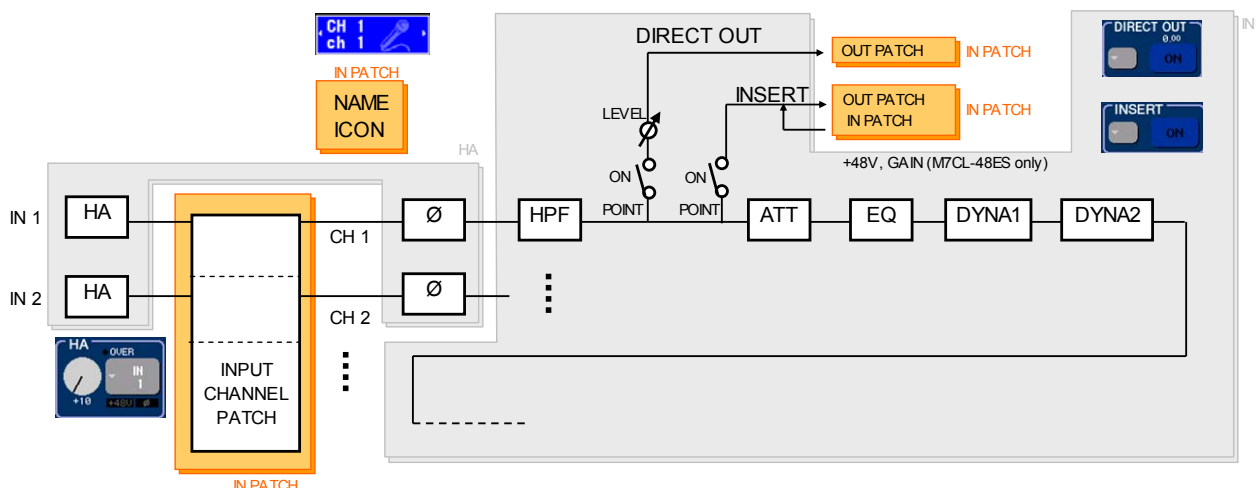 CH 1
ch 1
IN PATCH
NAME
ICON
HA
IN
DIRECT OUT
OUT PATCH
IN PATCH
DIRECT OUT
0.00
ON
INSERT
OUT PATCH
IN PATCH
IN PATCH
INSERT
ON
LEVEL
+48V, GAIN (M7CL-48ES only)
ON
ON
POINT
POINT
IN 1
HA
CH 1
Ø
HPF
ATT
EQ
DYNA1
DYNA2
IN 2
HA
CH 2
Ø
HA
OVER
IN
1
+10
+48V
Ø
INPUT
CHANNEL
PATCH
IN PATCH